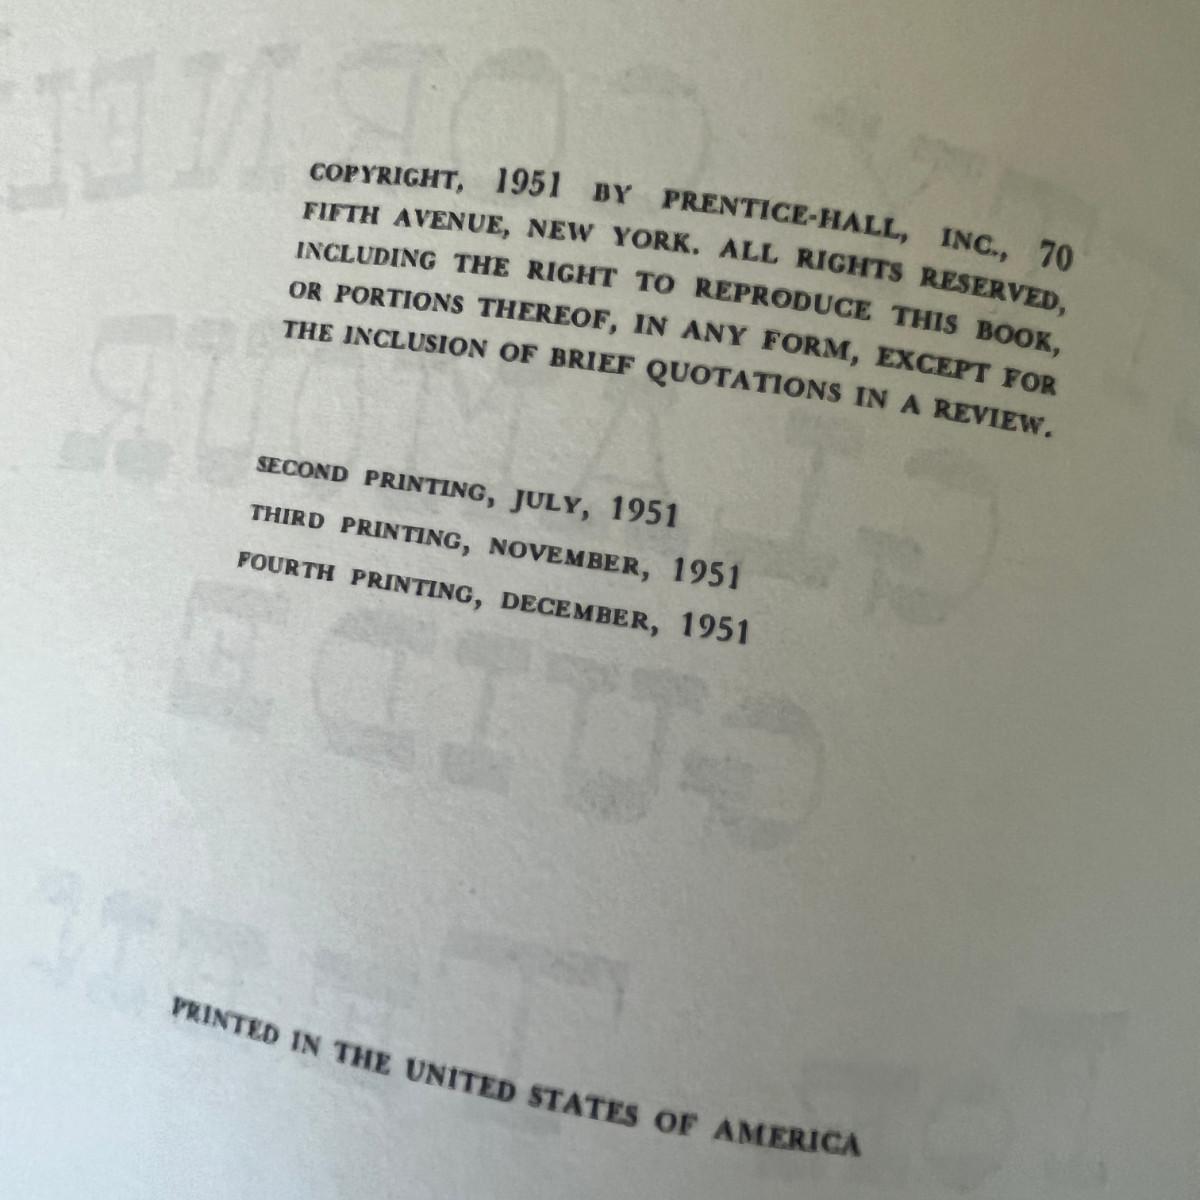 COPYRIGHT, 1951 BY PRENTICE-HALL, INC., 70
FIFTH AVENUE, NEW YORK. ALL RIGHTS RESERVED,
INCLUDING THE RIGHT TO REPRODUCE THIS BOOK,
OR PORTIONS THEREOF, IN ANY FORM, EXCEPT FOR
THE INCLUSION OF BRIEF QUOTATIONS IN A REVIEW.
SECOND PRINTING, JULY, 1951
THIRD PRINTING, NOVEMBER, 1951
FOURTH PRINTING, DECEMBER, 1951
PRINTED IN THE UNITED STATES OF AMERICA